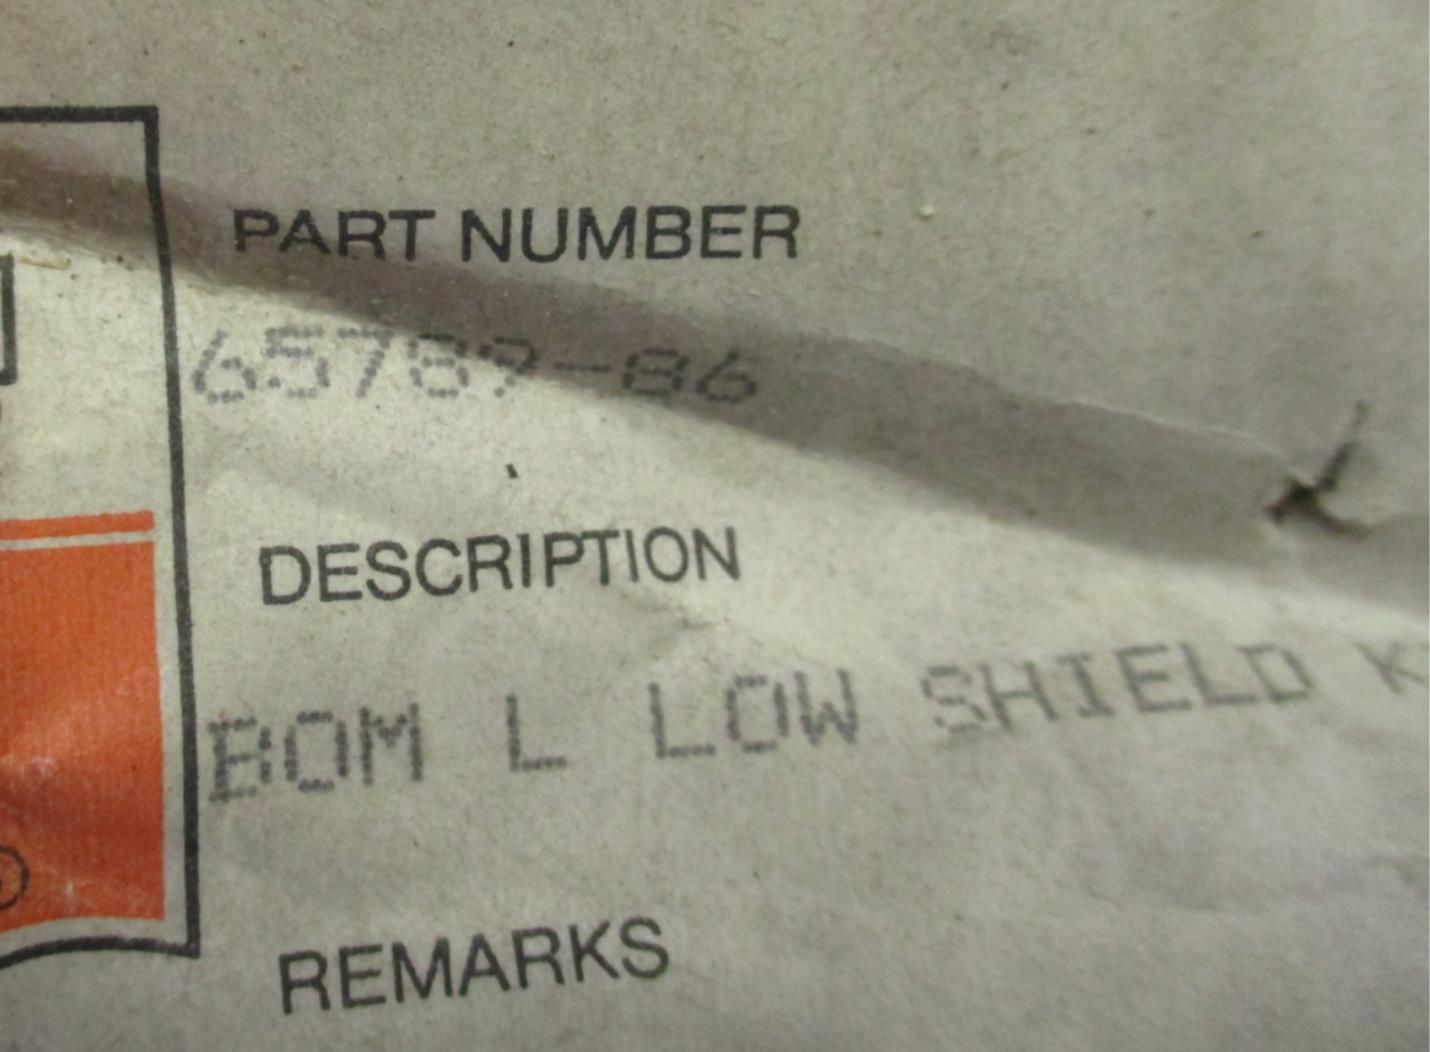 PART NUMBER
65789-86
DESCRIPTION
BOM L LOW SHIELD
REMARKS